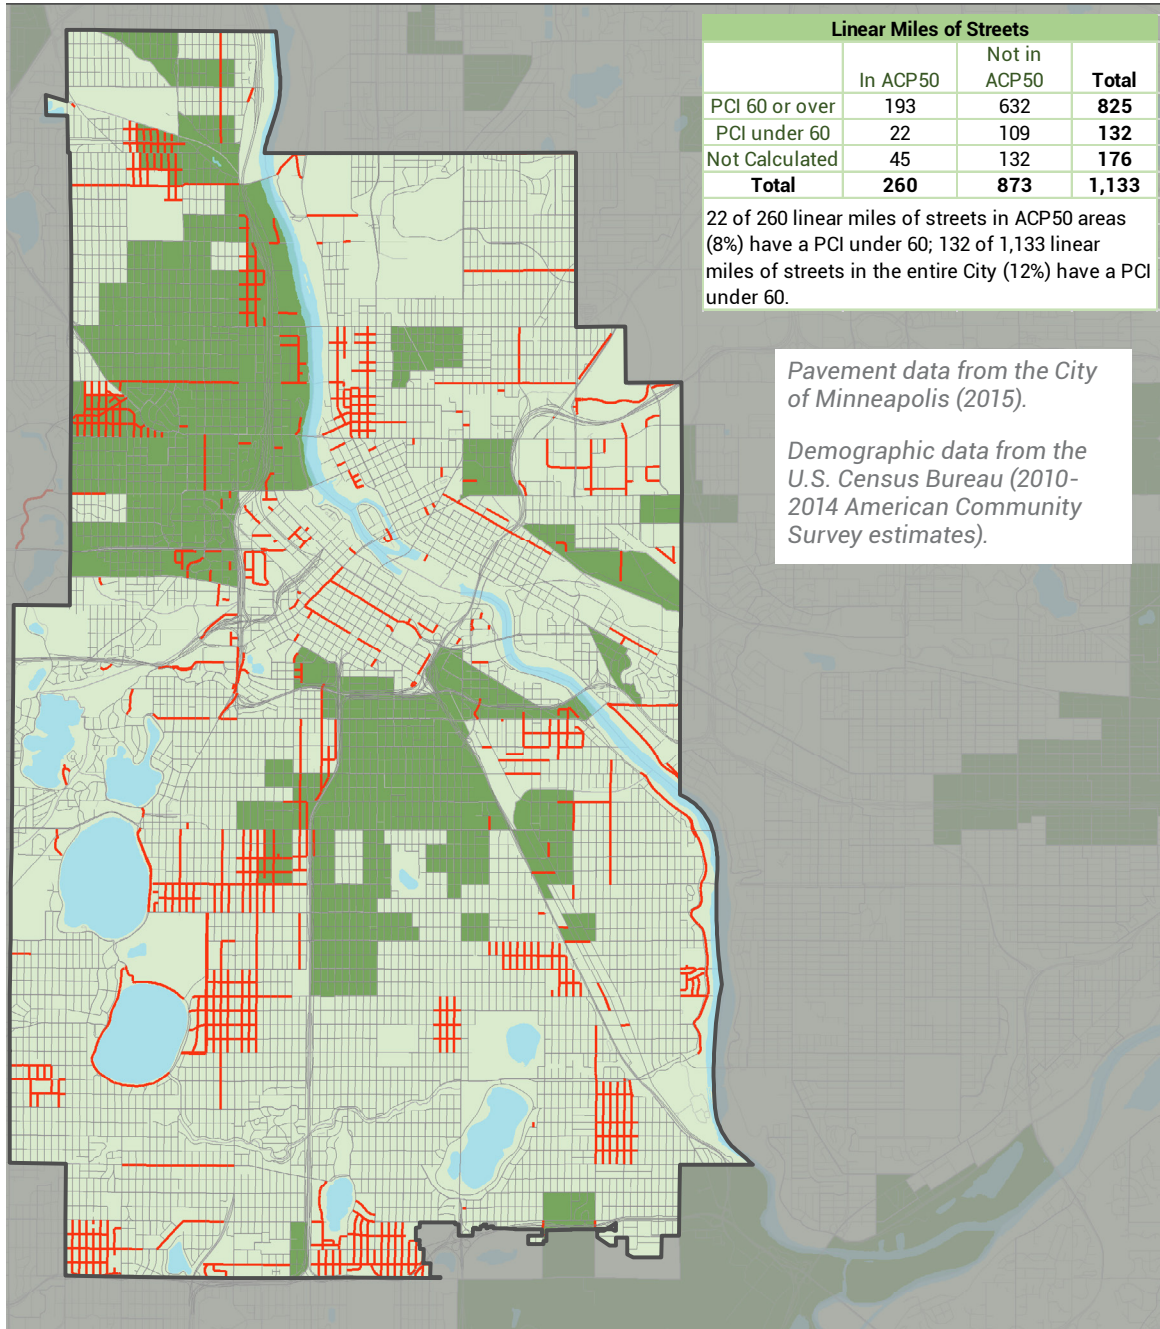 Linear Miles of Streets
In ACP50 Not in ACP50 Total
PCI 60 or over 193 632 825
PCI under 60 22 109 132
Not Calculated 45 132 176
Total 260 873 1,133
22 of 260 linear miles of streets in ACP50 areas
(8%) have a PCI under 60; 132 of 1,133 linear
miles of streets in the entire City (12%) have a PCI
under 60.
Pavement data from the City
of Minneapolis (2015).
Demographic data from the
U.S. Census Bureau (2010-
2014 American Community
Survey estimates).